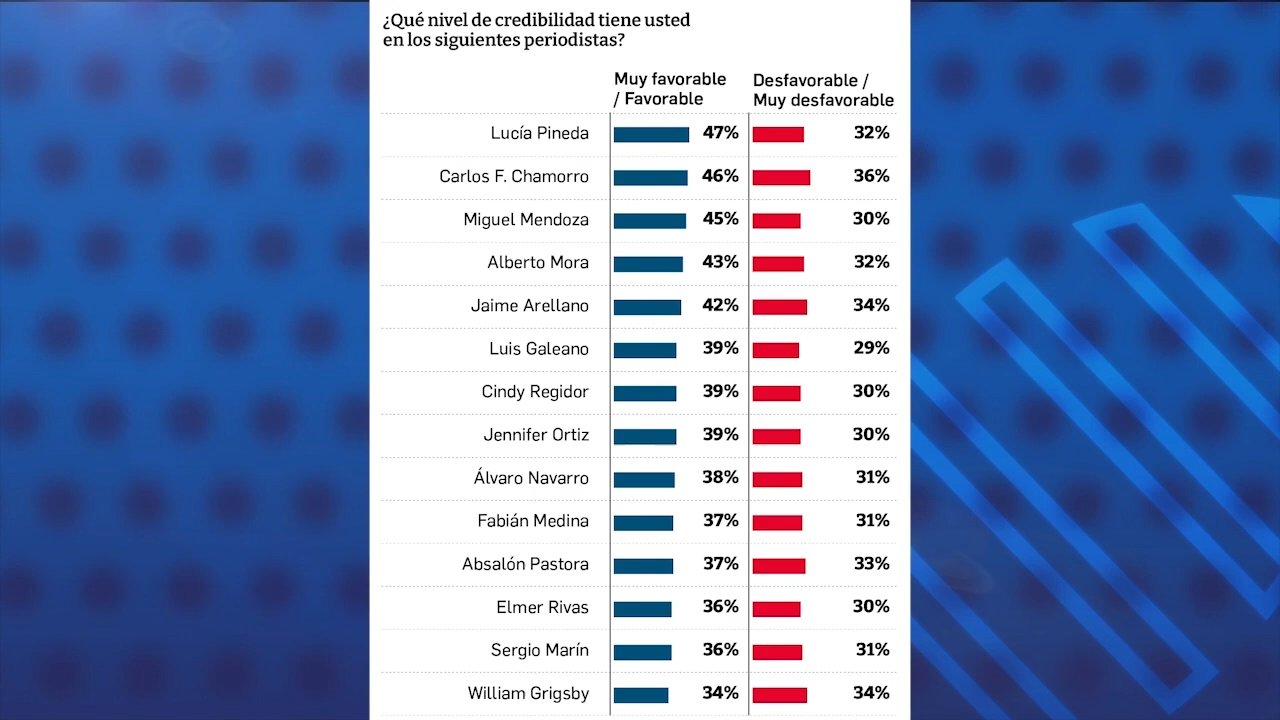 ¿Qué nivel de credibilidad tiene usted
en los siguientes periodistas?
Muy favorable
/ Favorable
Desfavorable /
Muy desfavorable
Lucía Pineda 47% 32%
Carlos F. Chamorro 46% 36%
Miguel Mendoza 45% 30%
Alberto Mora 43% 32%
Jaime Arellano 42% 34%
Luis Galeano 39% 29%
Cindy Regidor 39% 30%
Jennifer Ortiz 39% 30%
Álvaro Navarro 38% 31%
Fabián Medina 37% 31%
Absalón Pastora 37% 33%
Elmer Rivas 36% 30%
Sergio Marín 36% 31%
William Grigsby 34% 34%